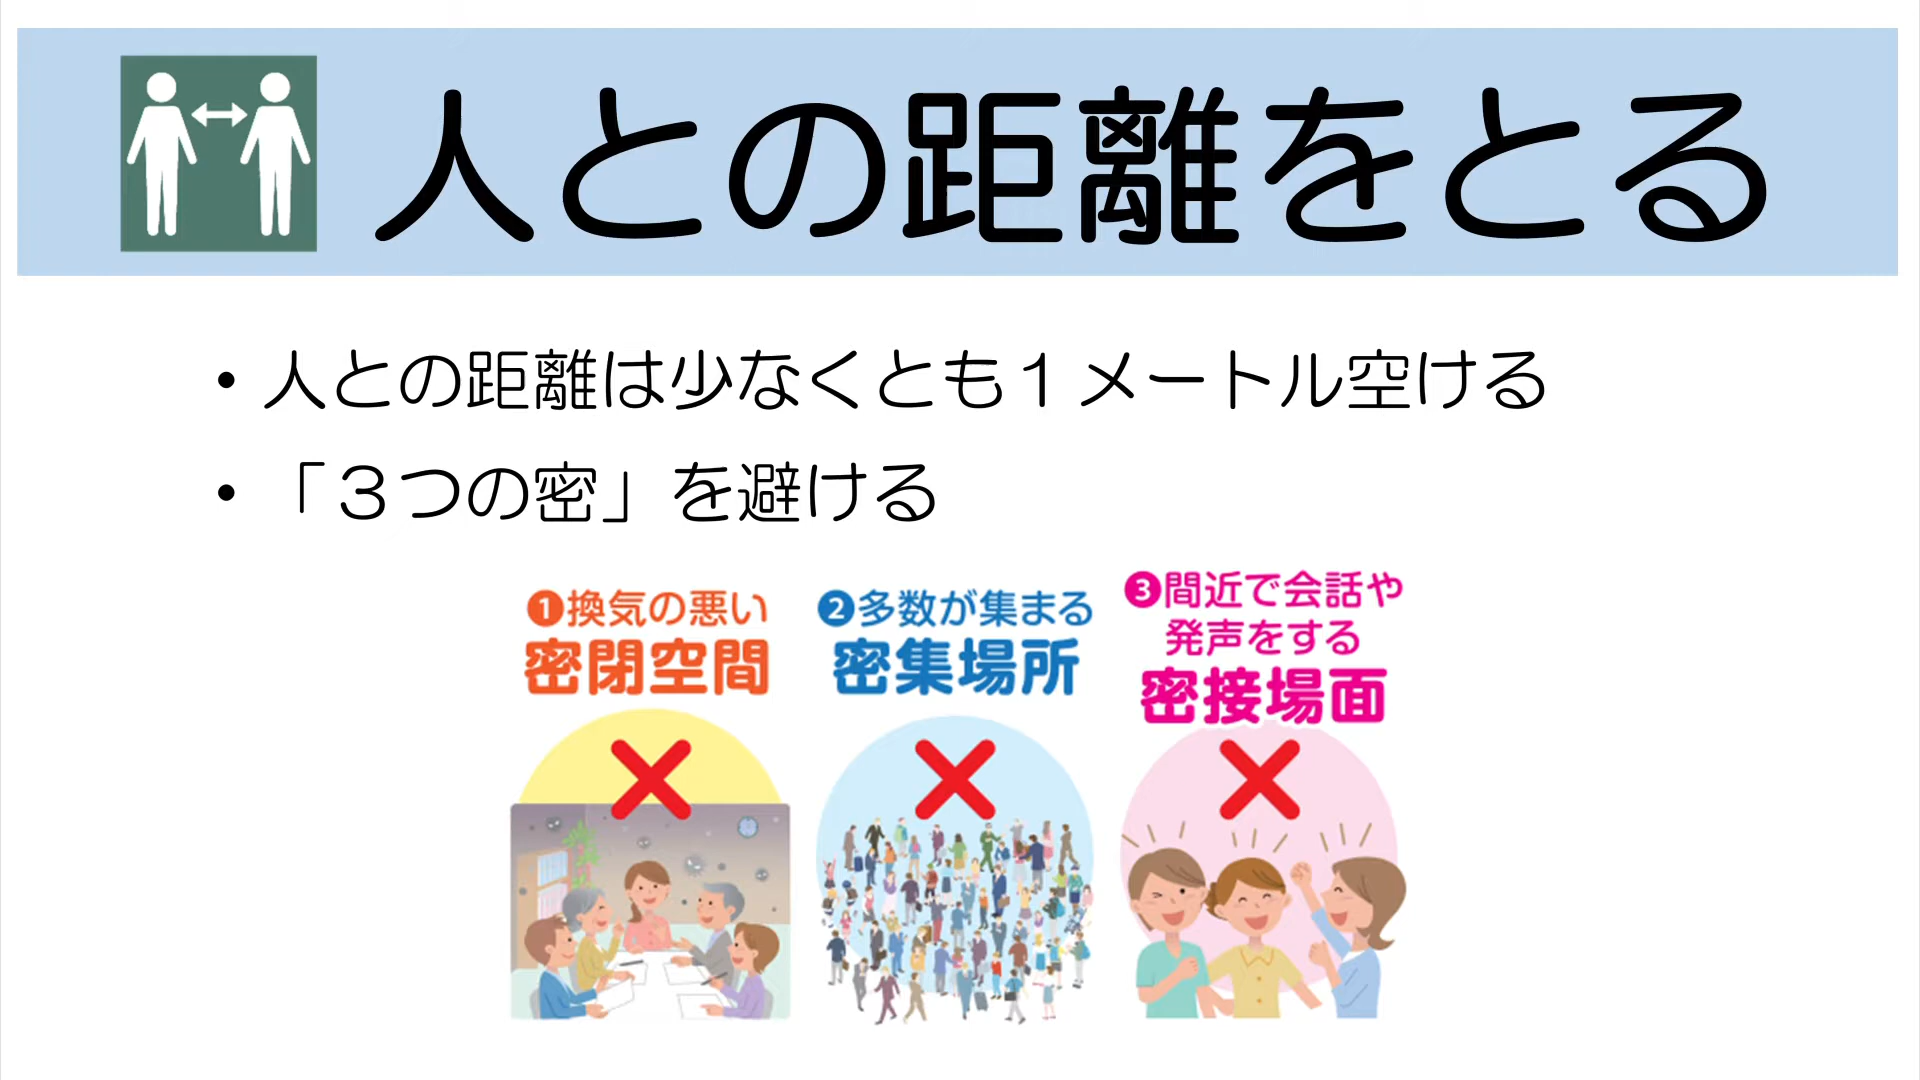 人との距離をとる
・人との距離は少なくとも１メートル空ける
・「３つの密」を避ける
❶換気の悪い
密閉空間
❷多数が集まる
密集場所
❸間近で会話や
発声をする
密接場面